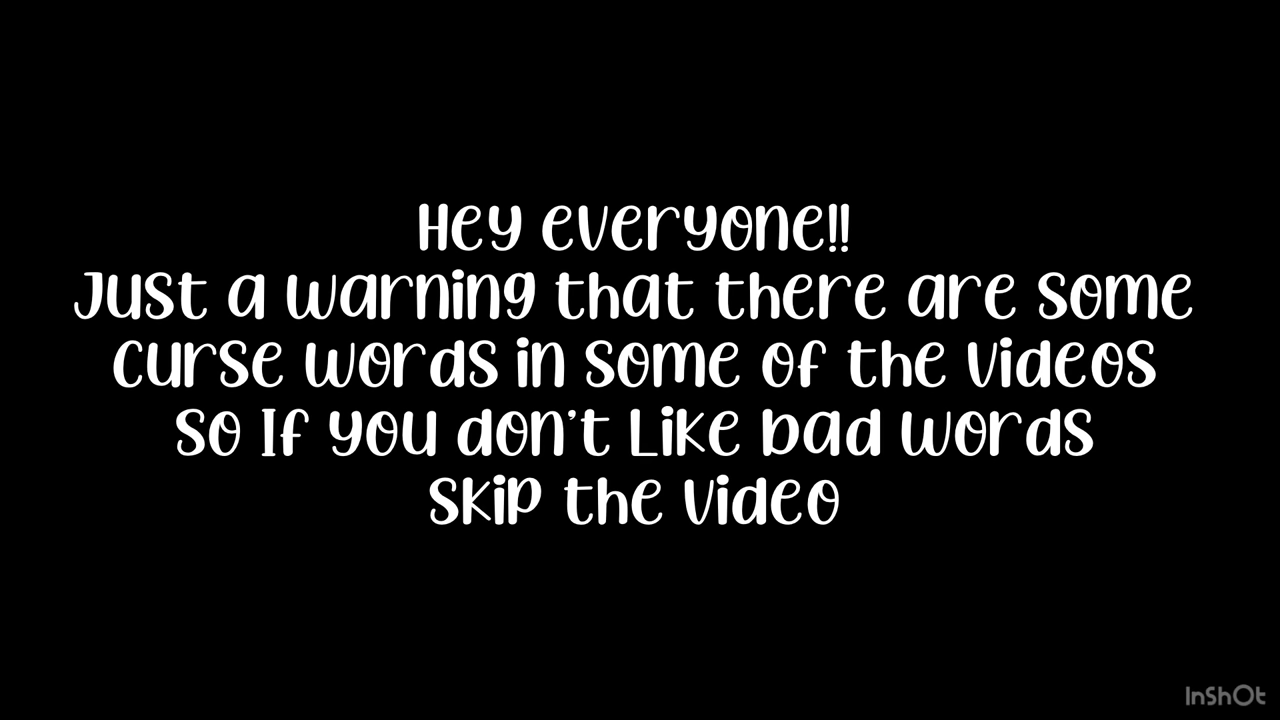 Hey everyone!!
Just a warning that there are some
curse words in some of the videos
so If you don't Like bad words
skip the video
InShOt